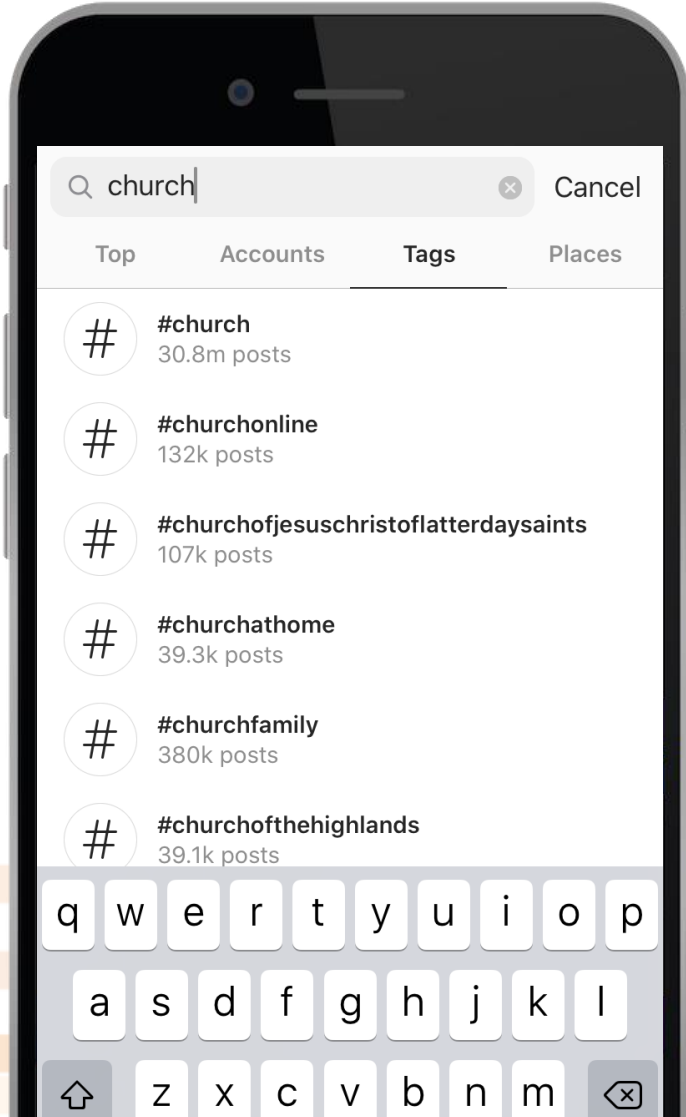 church Cancel
Top Accounts Tags Places
#church
30.8m posts
#churchonline
132k posts
#churchofjesuschristoflatterdaysaints
107k posts
#churchathome
39.3k posts
#churchfamily
380k posts
#churchofthehighlands
39.1k posts
q w e r t y u i o p
a s d f g h j k l
z x c v b n m